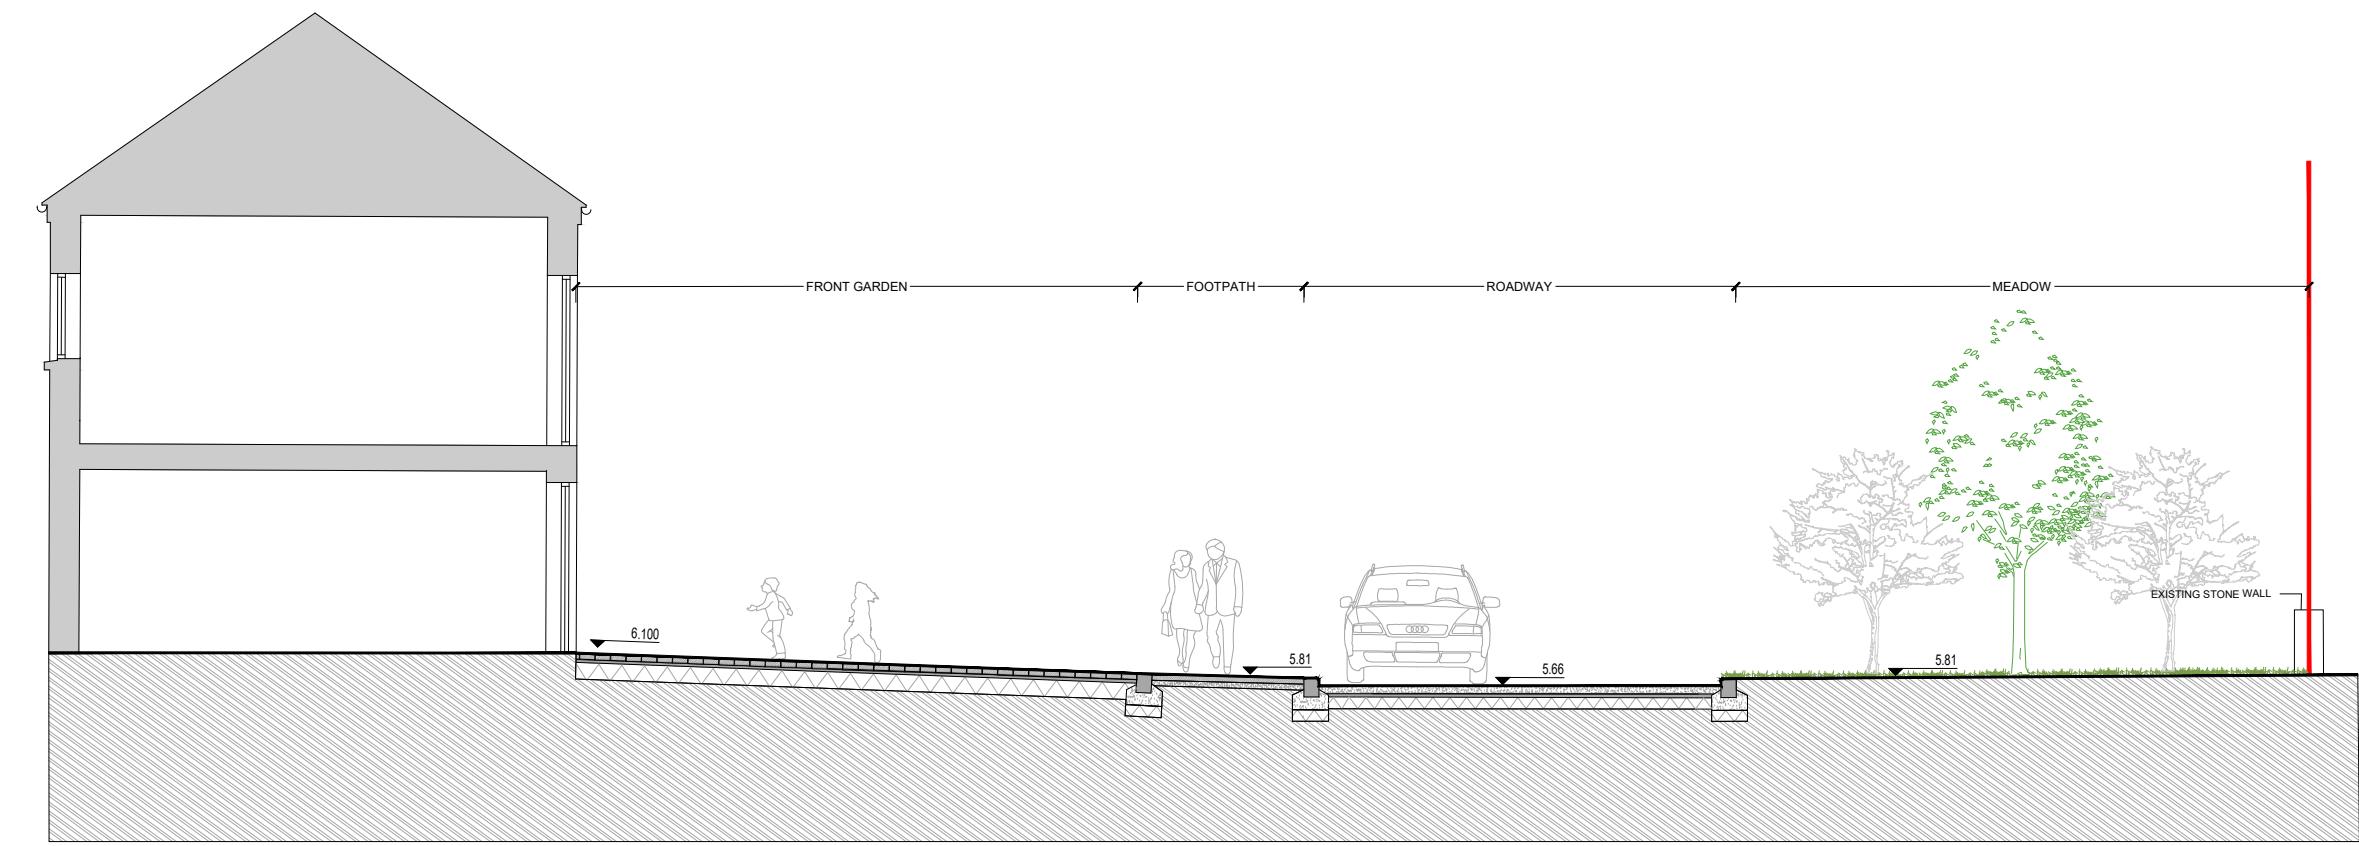 FRONT GARDEN
FOOTPATH
ROADWAY
MEADOW
EXISTING STONE WALL
6.100
5.81
5.66
5.81